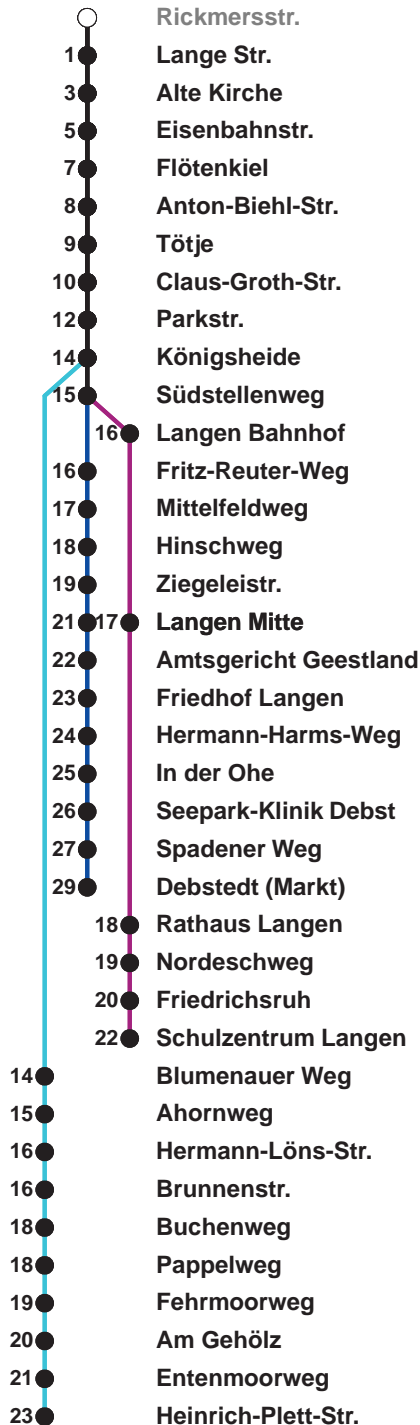 Rickmersstr.
1 Lange Str.
3 Alte Kirche
5 Eisenbahnstr.
7 Flötenkiel
8 Anton-Biehl-Str.
9 Tötje
10 Claus-Groth-Str.
12 Parkstr.
14 Königsheide
15 Südstellenweg
16 Langen Bahnhof
16 Fritz-Reuter-Weg
17 Mittelfeldweg
18 Hinschweg
19 Ziegeleistr.
21 17 Langen Mitte
22 Amtsgericht Geestland
23 Friedhof Langen
24 Hermann-Harms-Weg
25 In der Ohe
26 Seepark-Klinik Debst
27 Spadener Weg
29 Debstedt (Markt)
18 Rathaus Langen
19 Nordeschweg
20 Friedrichsruh
22 Schulzentrum Langen
14 Blumenauer Weg
15 Ahornweg
16 Hermann-Löns-Str.
16 Brunnenstr.
18 Buchenweg
18 Pappelweg
19 Fehrmoorweg
20 Am Gehölz
21 Entenmoorweg
23 Heinrich-Plett-Str.